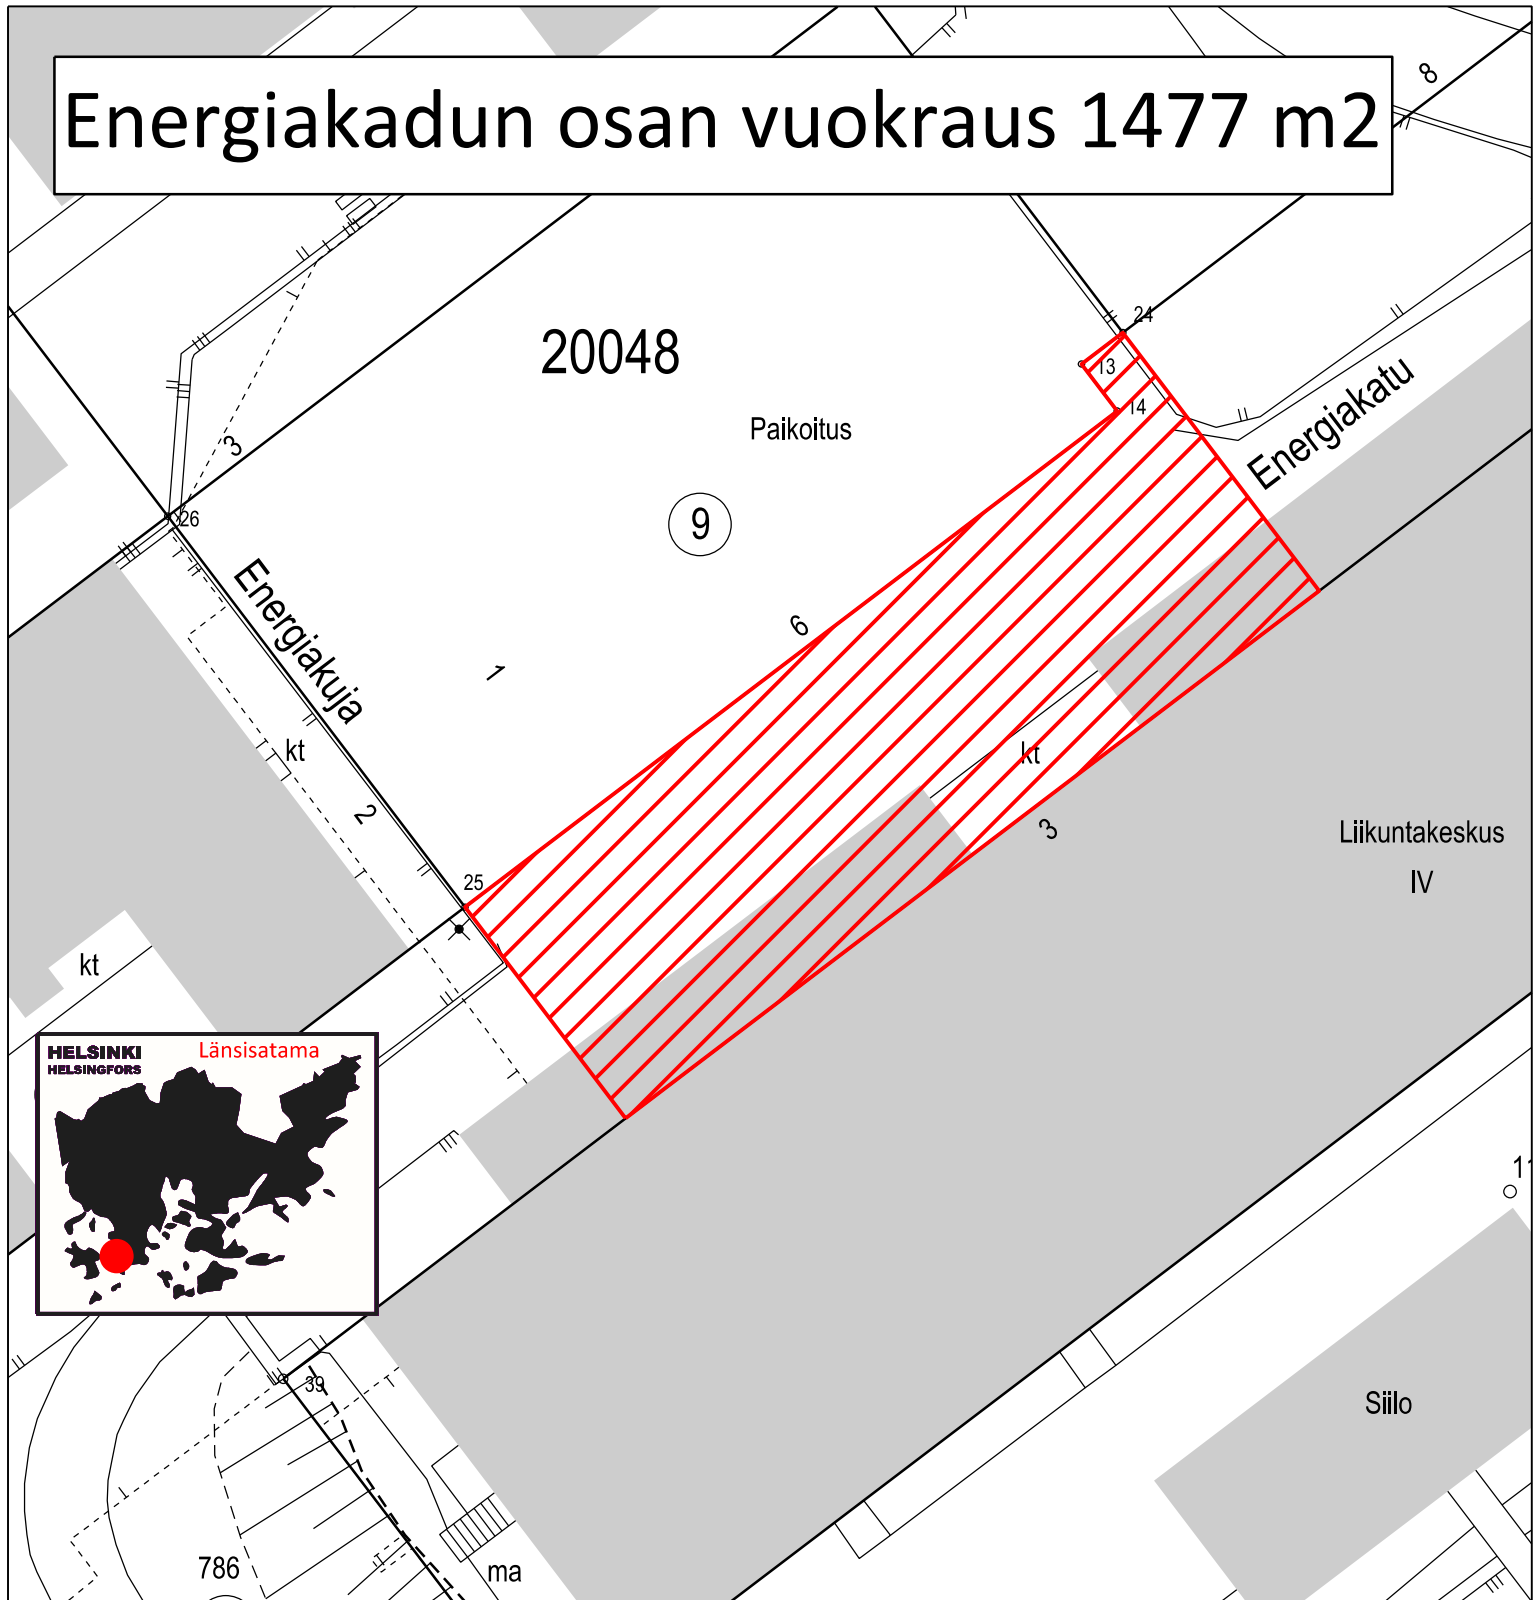 Energiakadun osan vuokraus 1477 m2
8
24
13
14
20048
Paikoitus
Energiakatu
3
26
9
Energiakuja
6
1
kt
kt
2
3
Liikuntakeskus
IV
25
kt
HELSINKI
HELSINGFORS
Länsisatama
11
39
Siilo
786
ma